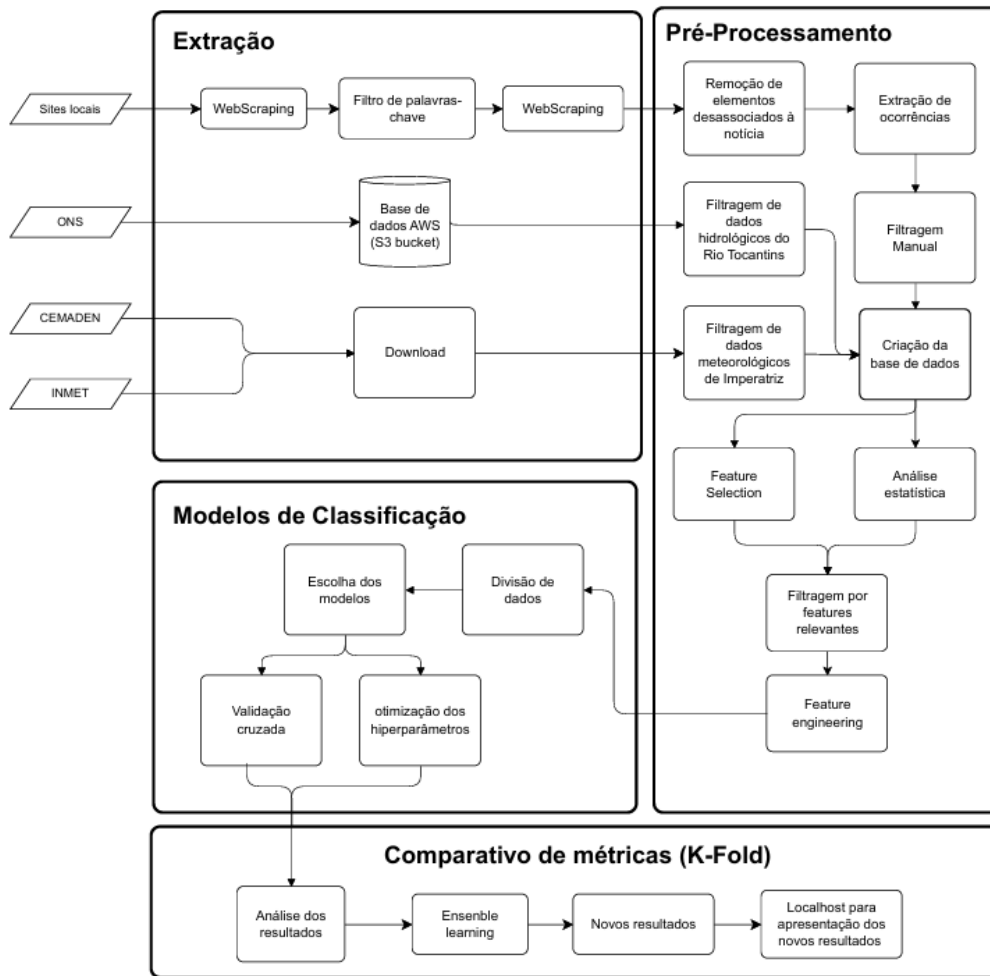 Extração
Sites locais
WebScraping
Filtro de palavras-
chave
WebScraping
ONS
Base de
dados AWS
(S3 bucket)
CEMADEN
INMET
Download
Pré-Processamento
Remoção de
elementos
desassociados à
notícia
Extração de
ocorrências
Filtragem de
dados
hidrológicos do
Rio Tocantins
Filtragem
Manual
Filtragem de
dados
meteorológicos
de Imperatriz
Criação da
base de dados
Feature
Selection
Análise
estatística
Filtragem por
features
relevantes
Feature
engineering
Modelos de Classificação
Escolha dos
modelos
Divisão de
dados
Validação
cruzada
otimização dos
hiperparâmetros
Comparativo de métricas (K-Fold)
Análise dos
resultados
Ensenble
learning
Novos resultados
Localhost para
apresentação dos
novos resultados